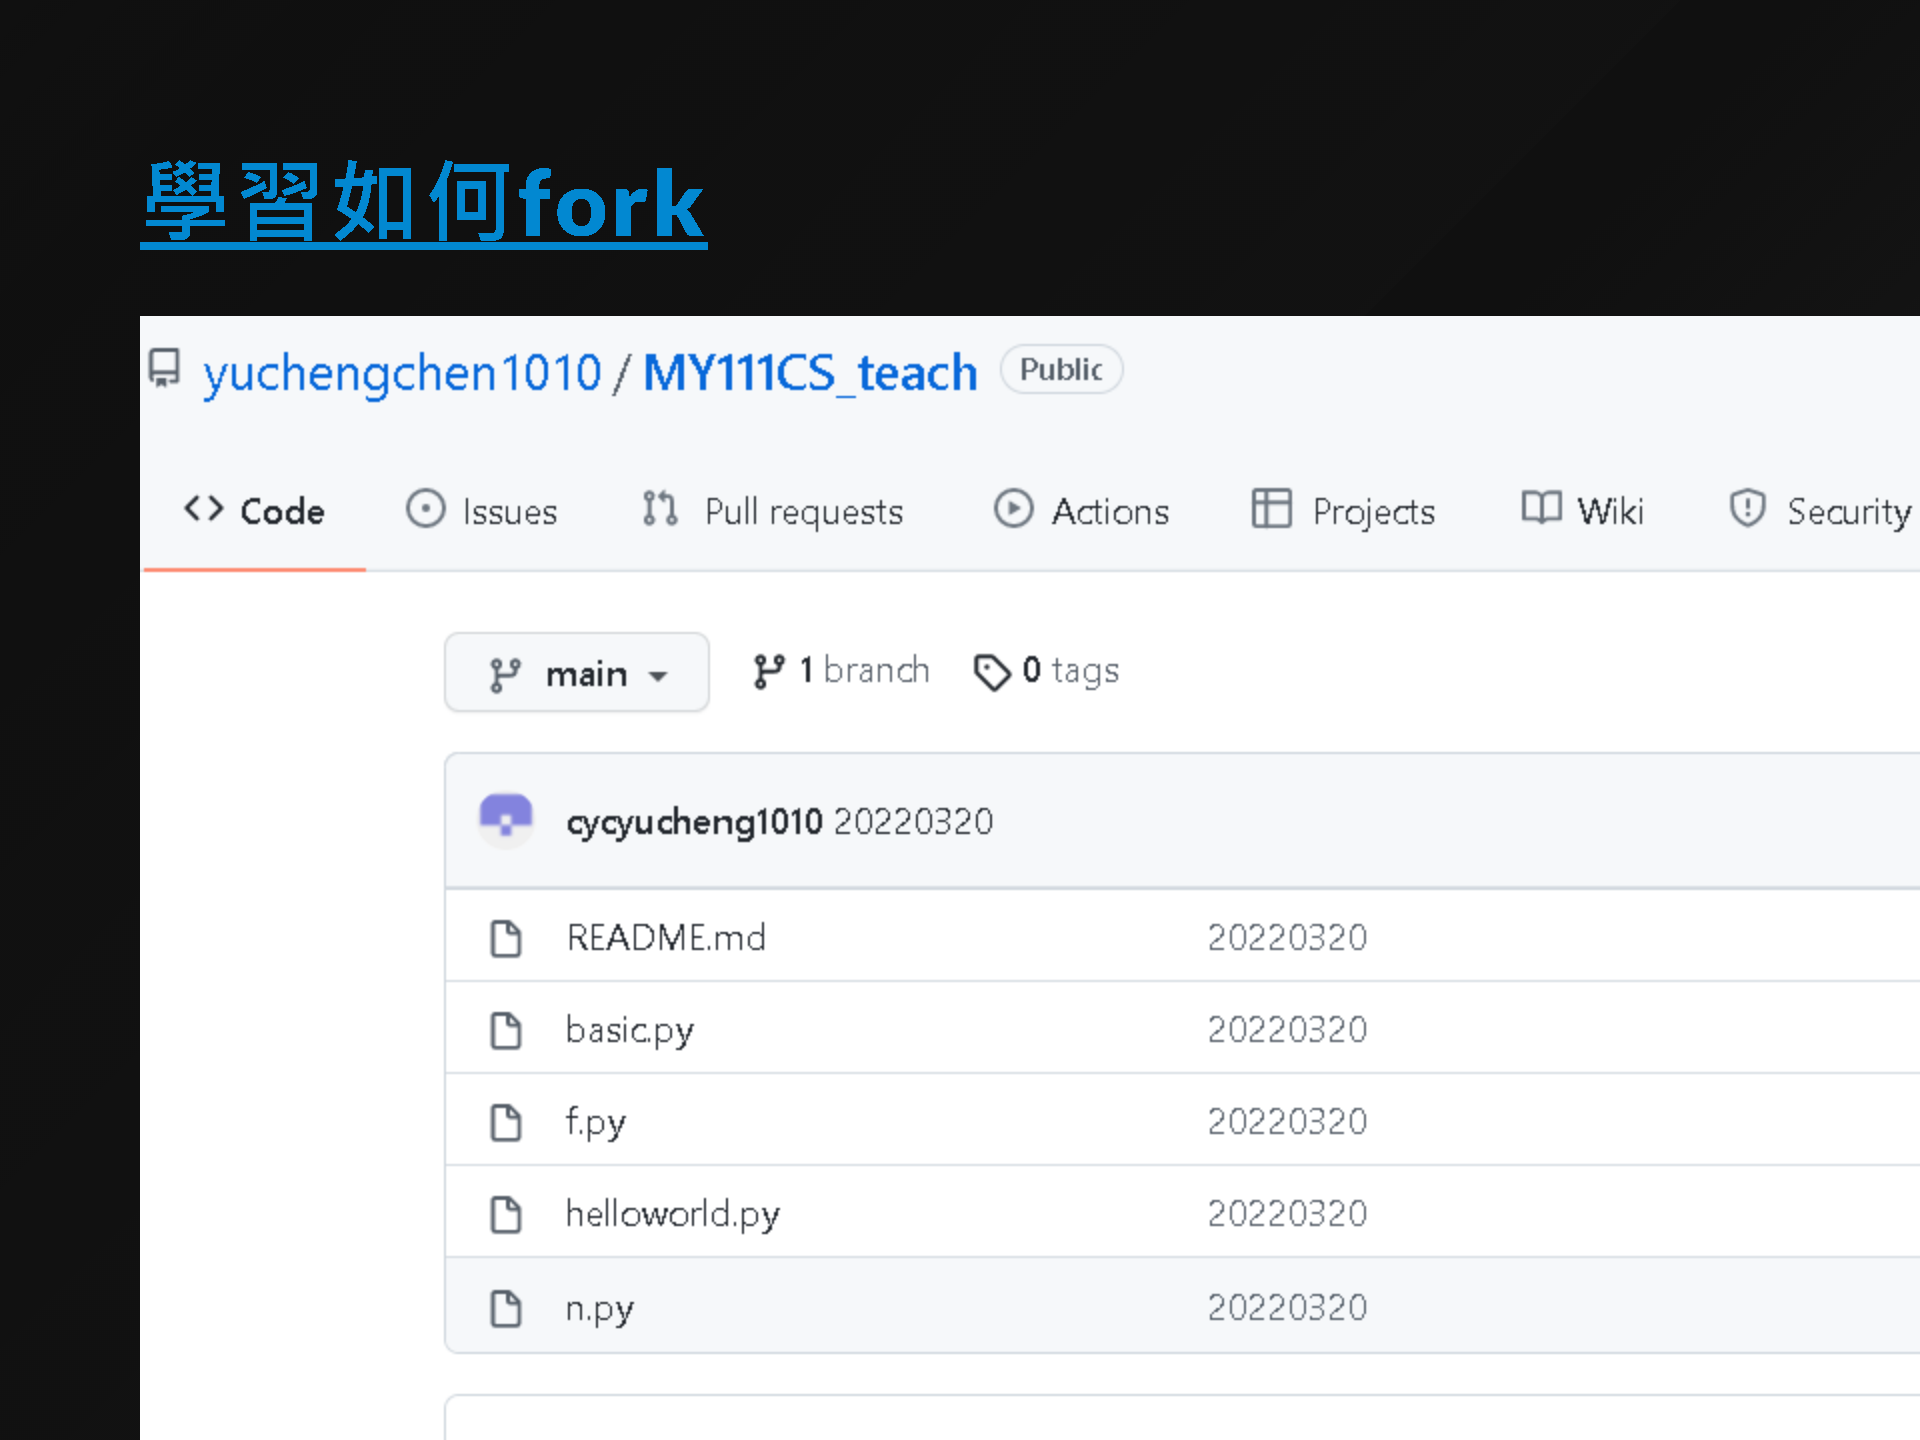 學習如何fork
yuchengchen1010 / MY111CS_teach Public
Code Issues Pull requests Actions Projects Wiki Security
main 1 branch 0 tags
cycyucheng1010 20220320
README.md 20220320
basic.py 20220320
f.py 20220320
helloworld.py 20220320
n.py 20220320